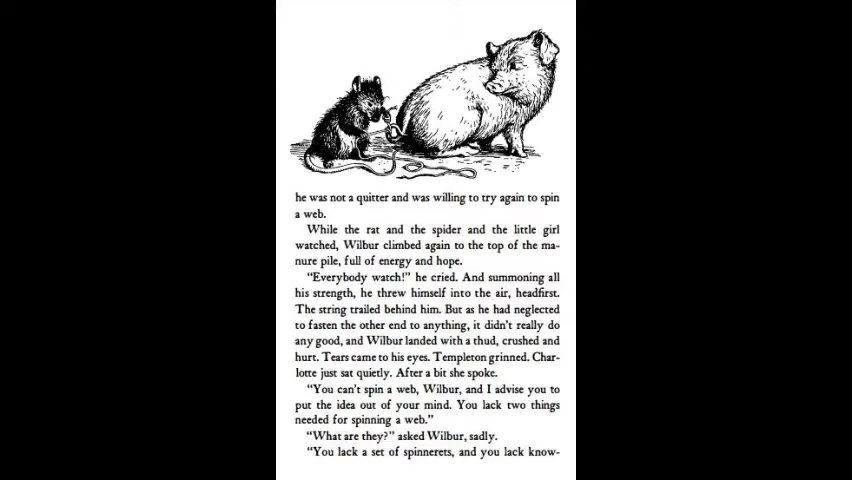 he was not a quitter and was willing to try again to spin
a web.
While the rat and the spider and the little girl
watched, Wilbur climbed again to the top of the ma-
nure pile, full of energy and hope.
“Everybody watch!” he cried. And summoning all
his strength, he threw himself into the air, headfirst.
The string trailed behind him. But as he had neglected
to fasten the other end to anything, it didn’t really do
any good, and Wilbur landed with a thud, crushed and
hurt. Tears came to his eyes. Templeton grinned. Char-
lotte just sat quietly. After a bit she spoke.
“You can’t spin a web, Wilbur, and I advise you to
put the idea out of your mind. You lack two things
needed for spinning a web.”
“What are they?” asked Wilbur, sadly.
“You lack a set of spinnerets, and you lack know-